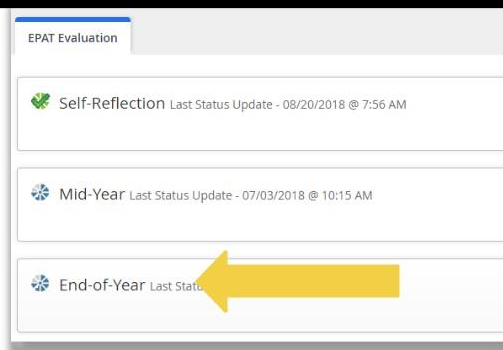 EPAT Evaluation
Self-Reflection Last Status Update - 08/20/2018 @ 7:56 AM
Mid-Year Last Status Update - 07/03/2018 @ 10:15 AM
End-of-Year Last